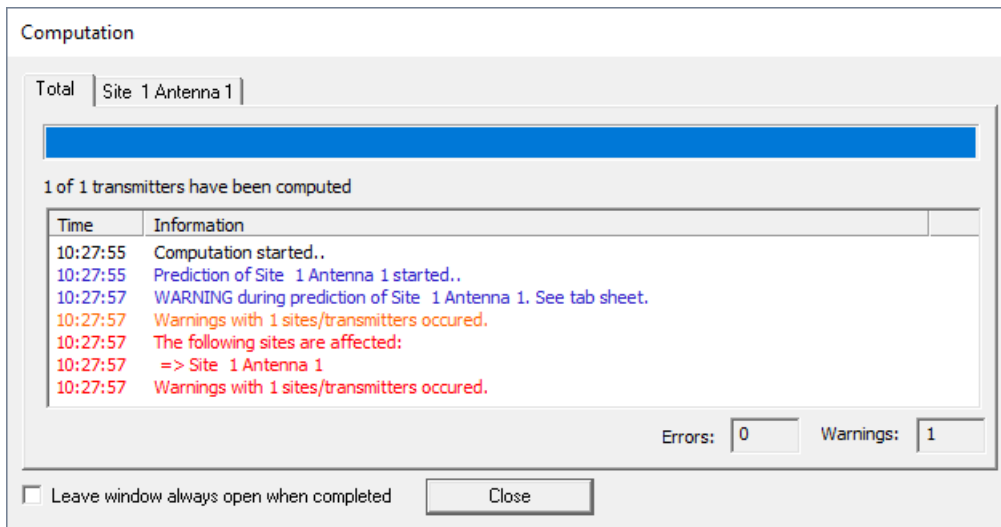 Computation
Total Site  1 Antenna 1
1 of 1 transmitters have been computed
Time Information
10:27:55 Computation started..
10:27:55 Prediction of Site  1 Antenna 1 started..
10:27:57 WARNING during prediction of Site  1 Antenna 1. See tab sheet.
10:27:57 Warnings with 1 sites/transmitters occured.
10:27:57 The following sites are affected:
10:27:57 => Site  1 Antenna 1
10:27:57 Warnings with 1 sites/transmitters occured.
Errors: 0 Warnings: 1
Leave window always open when completed Close